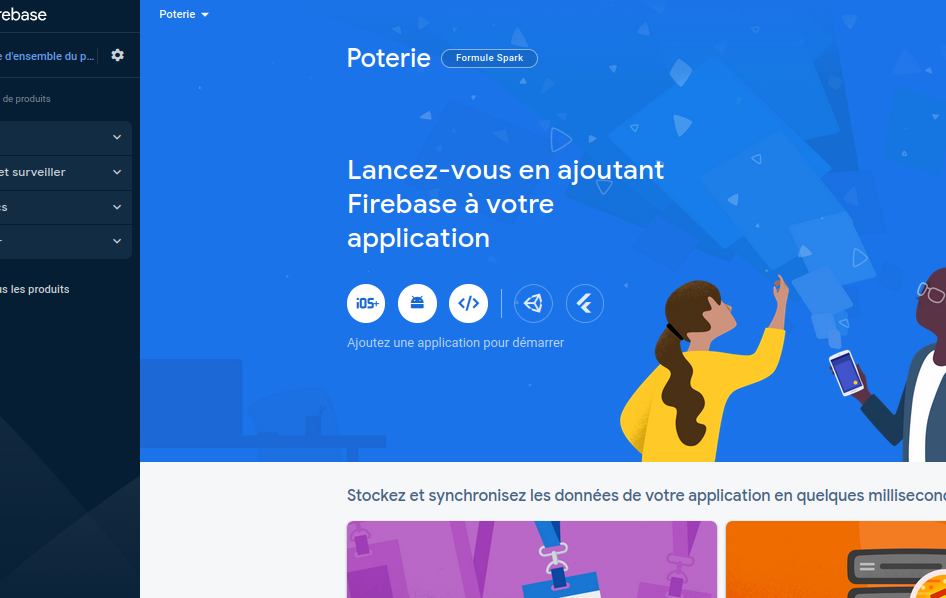 rebase
Poterie
e d'ensemble du p...
Poterie
Formule Spark
de produits
et surveiller
Lancez-vous en ajoutant
Firebase à votre
application
us les produits
iOS+
Ajoutez une application pour démarrer
Stockez et synchronisez les données de votre application en quelques millisecon